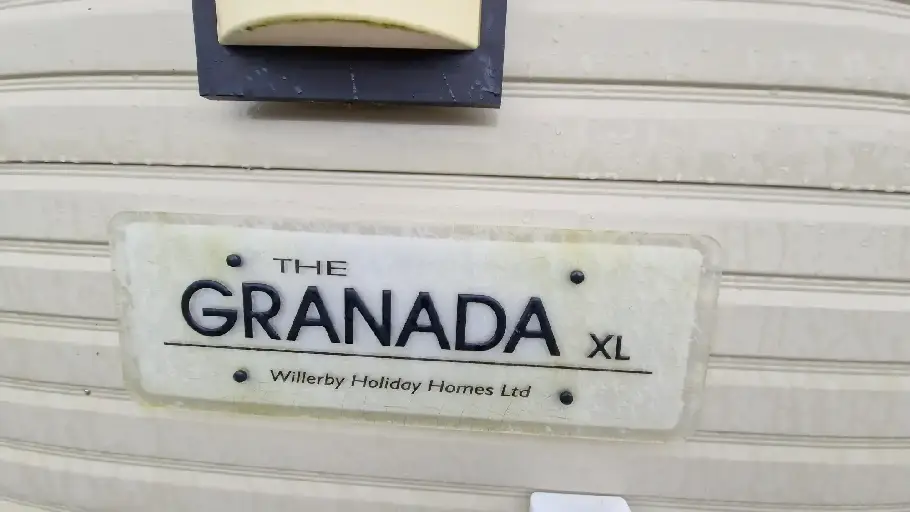 THE
GRANADA XL
Willerby Holiday Homes Ltd